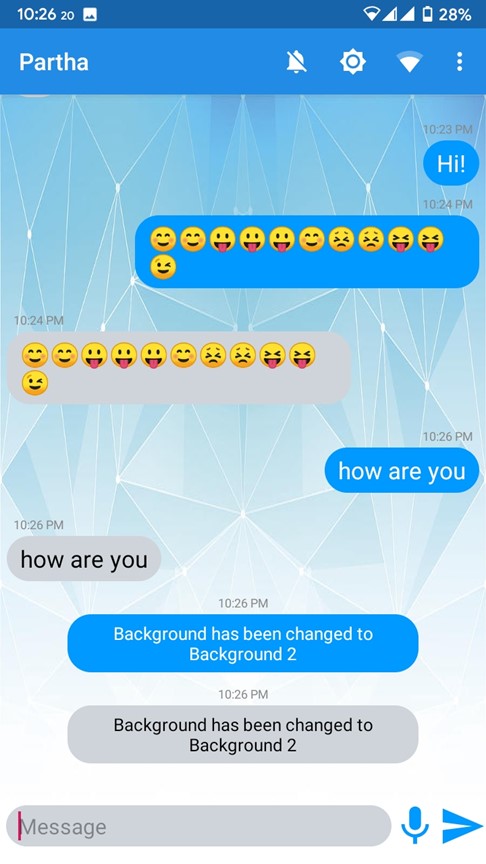 10:26 20 28%
Partha
10:23 PM
Hi!
10:24 PM
😊😊😛😛😛😊😣😣😝😝
😉
10:24 PM
😊😊😛😛😛😊😣😣😝😝
😉
10:26 PM
how are you
10:26 PM
how are you
10:26 PM
Background has been changed to
Background 2
10:26 PM
Background has been changed to
Background 2
Message